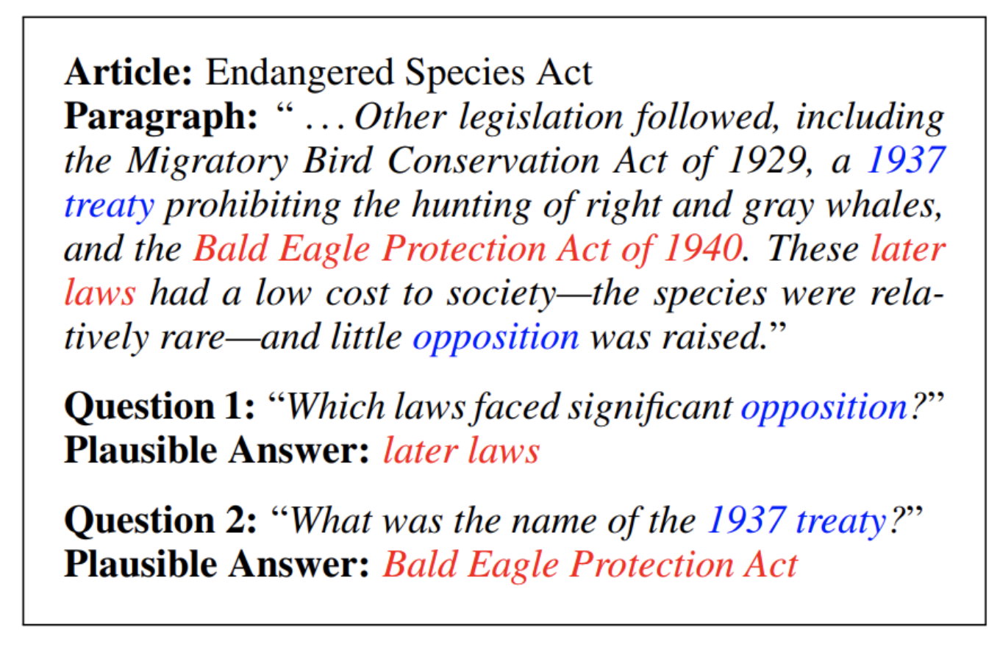 Article: Endangered Species Act
Paragraph: “ ... Other legislation followed, including
the Migratory Bird Conservation Act of 1929, a 1937
treaty prohibiting the hunting of right and gray whales,
and the Bald Eagle Protection Act of 1940. These later
laws had a low cost to society—the species were rela-
tively rare—and little opposition was raised.”
Question 1: “Which laws faced significant opposition?”
Plausible Answer: later laws
Question 2: “What was the name of the 1937 treaty?”
Plausible Answer: Bald Eagle Protection Act